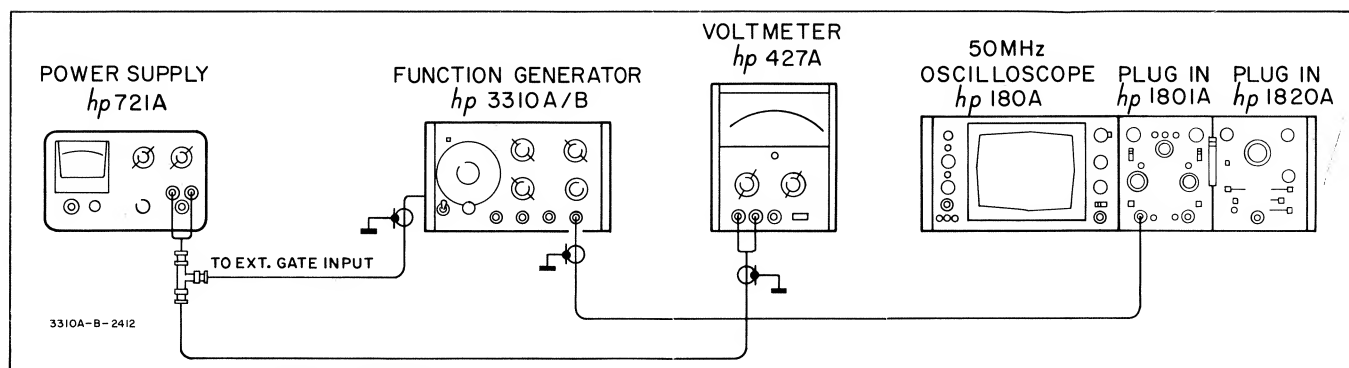 POWER SUPPLY
hp 721A
FUNCTION GENERATOR
hp 3310A/B
VOLTMETER
hp 427A
50MHz
OSCILLOSCOPE
hp 180A
PLUG IN
hp 1801A
PLUG IN
hp 1820A
TO EXT. GATE INPUT
3310A-B-2412